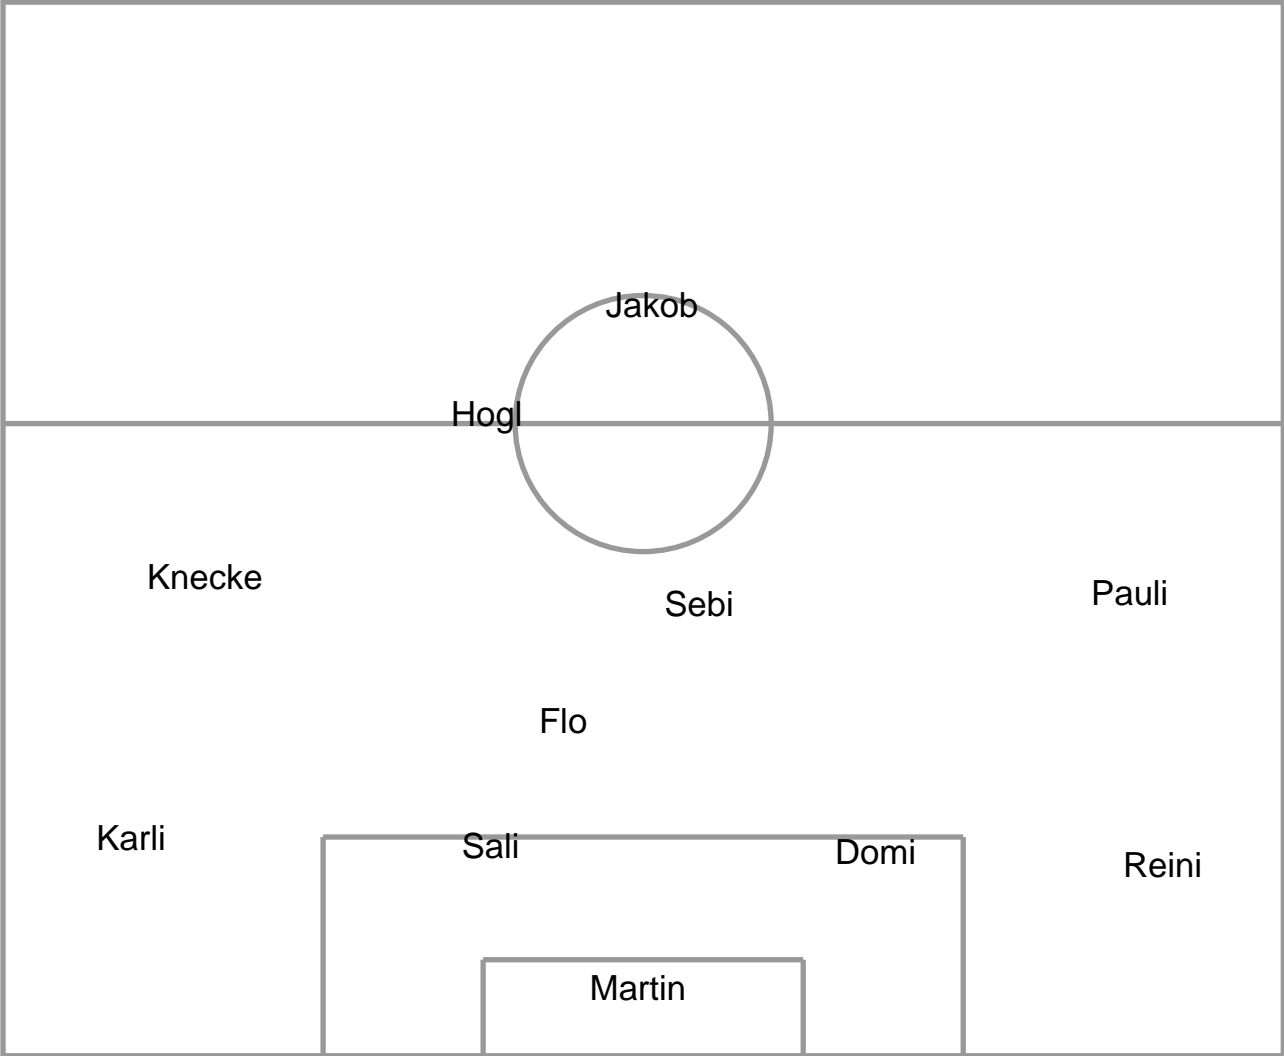 Jakob
Hogl
Knecke
Sebi
Pauli
Flo
Karli
Sali
Domi
Reini
Martin